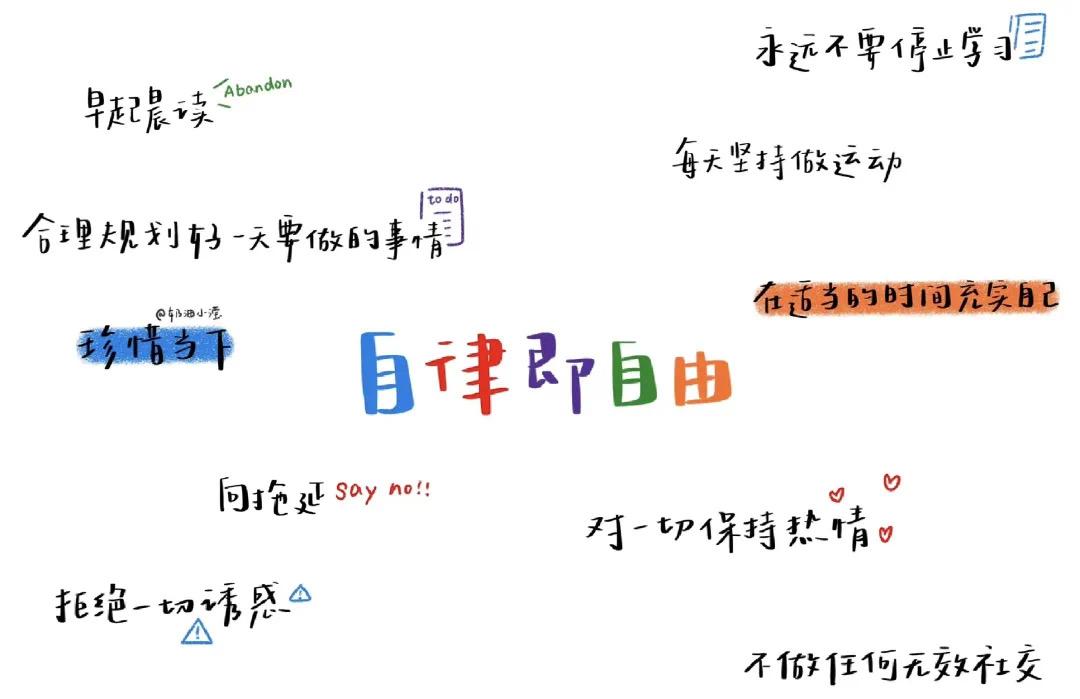 永远不要停止学习
早起晨读 Abandon
每天坚持做运动
to do
合理规划好一天要做的事情
在适当的时间充实自己
@奶油小滢
珍惜当下
自律即自由
向拖延 say no!!
对一切保持热情
拒绝一切诱惑
不做任何无效社交